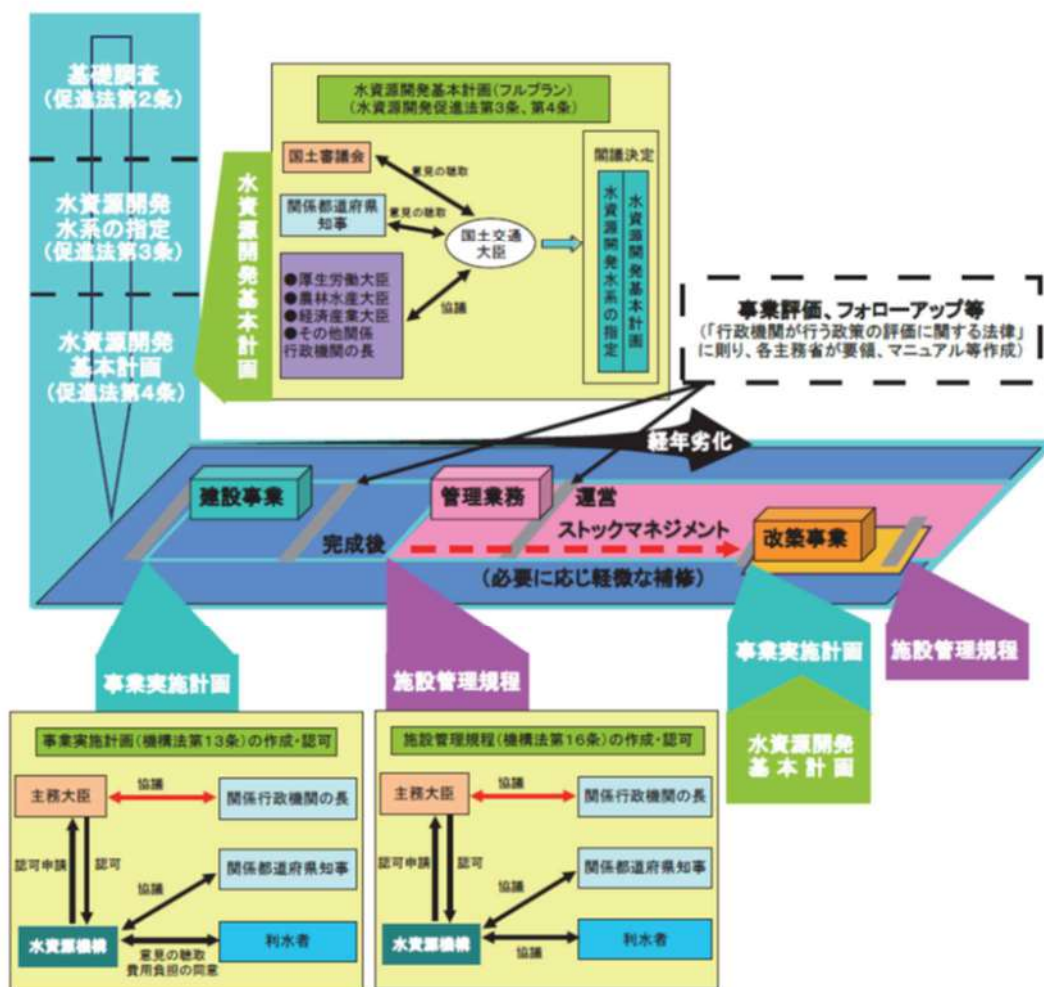 基礎調査
(促進法第2条)
水資源開発
水系の指定
(促進法第3条)
水資源開発
基本計画
(促進法第4条)
水資源開発基本計画
水資源開発基本計画(フルプラン)
(水資源開発促進法第3条、第4条)
国土審議会
意見の聴取
関係都道府県
知事
意見の聴取
国土交通
大臣
●厚生労働大臣
●農林水産大臣
●経済産業大臣
●その他関係
行政機関の長
協議
閣議決定
水資源開発基本計画
水資源開発水系の指定
事業評価、フォローアップ等
(「行政機関が行う政策の評価に関する法律」
に則り、各主務省が要領、マニュアル等作成)
経年劣化
建設事業
管理業務
運営
完成後
ストックマネジメント
改築事業
(必要に応じ軽微な補修)
事業実施計画
施設管理規程
事業実施計画
施設管理規程
水資源開発
基本計画
事業実施計画(機構法第13条)の作成・認可
主務大臣
協議
関係行政機関の長
認可申請
認可
協議
関係都道府県知事
水資源機構
利水者
意見の聴取
費用負担の同意
施設管理規程(機構法第16条)の作成・認可
主務大臣
協議
関係行政機関の長
認可申請
認可
協議
関係都道府県知事
水資源機構
利水者
協議